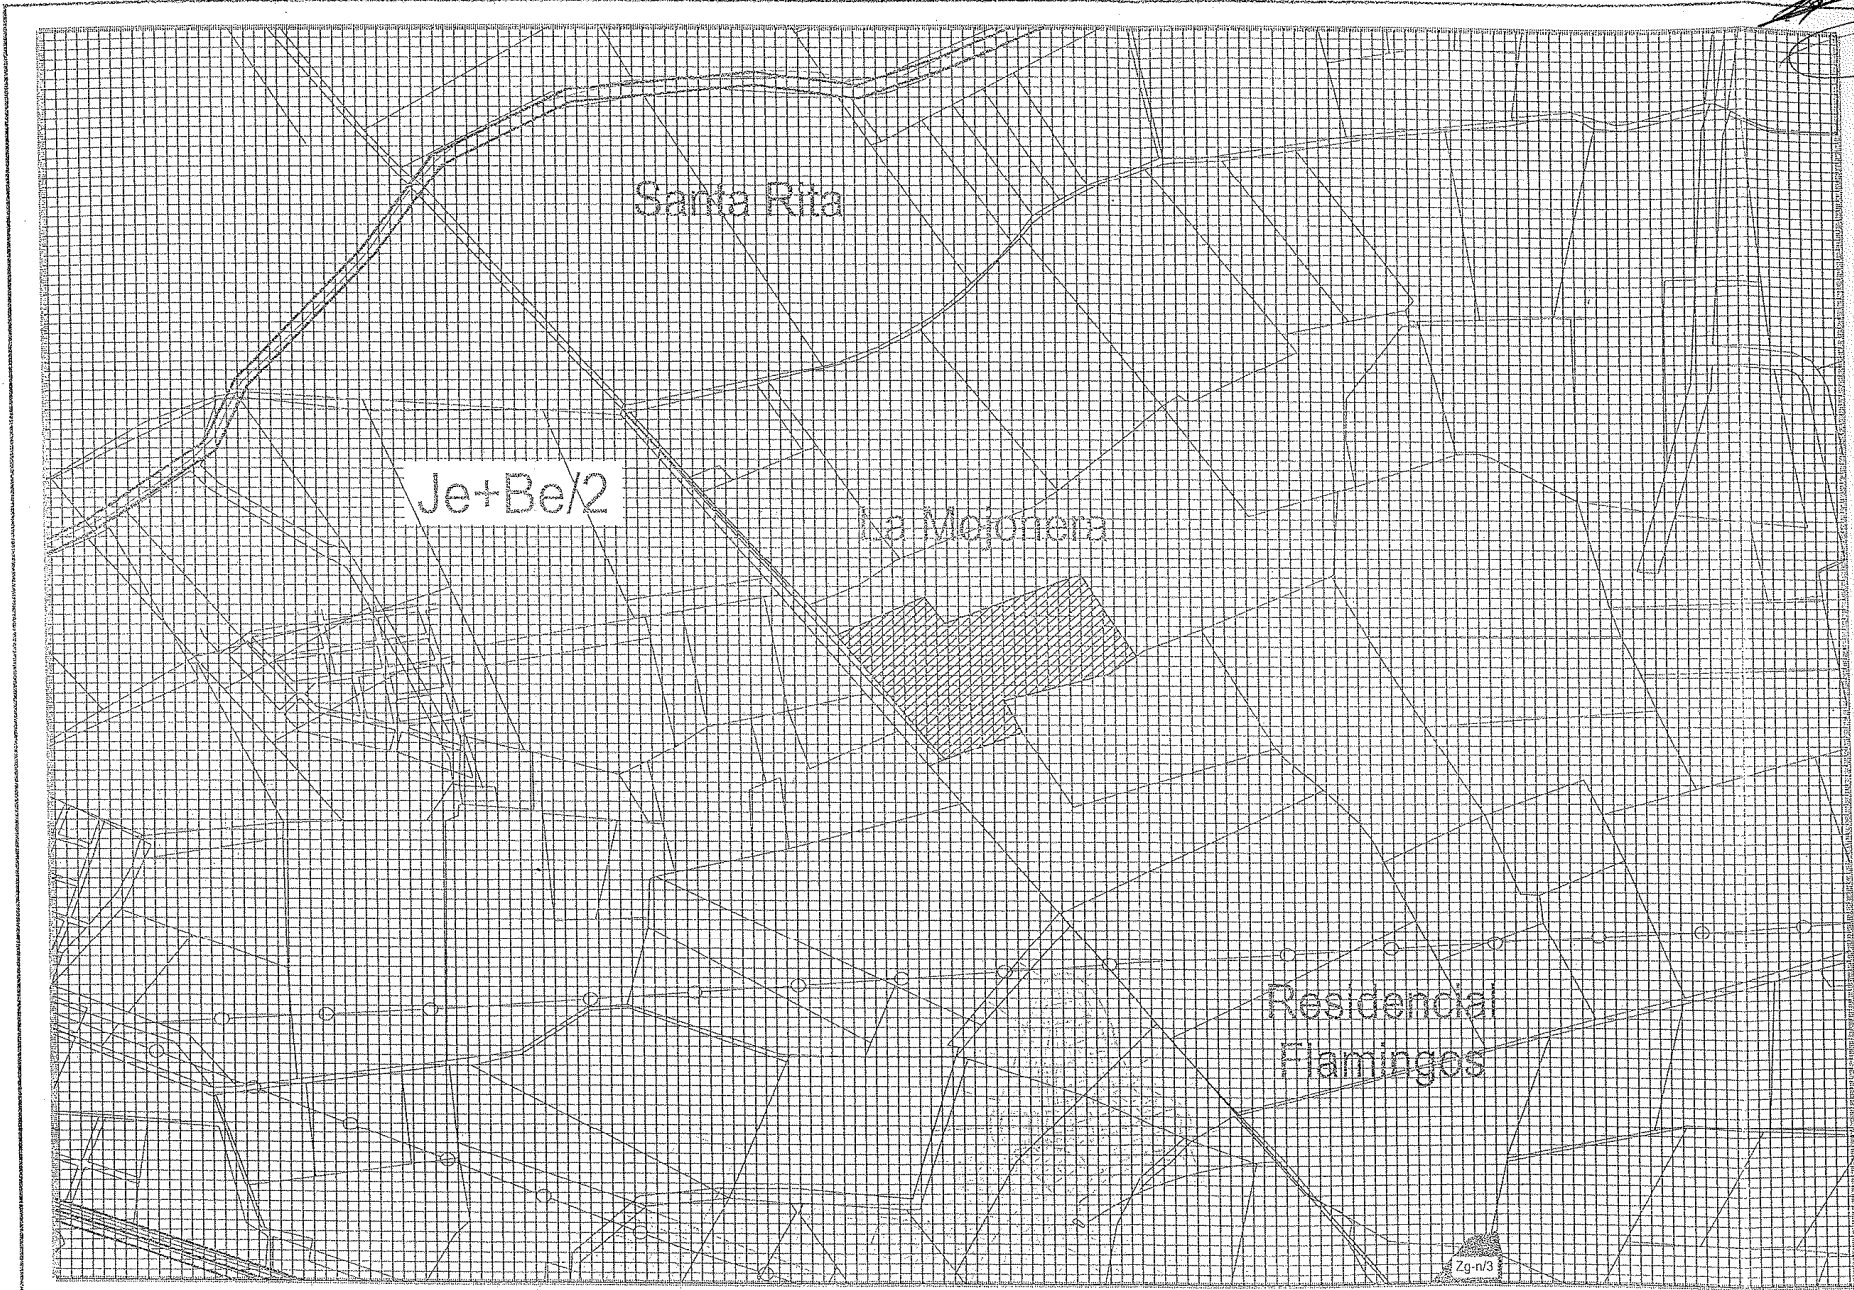 Santa Rita
Je+Be/2
La Mojonera
Residencial
Flamingos
Zg-n/3